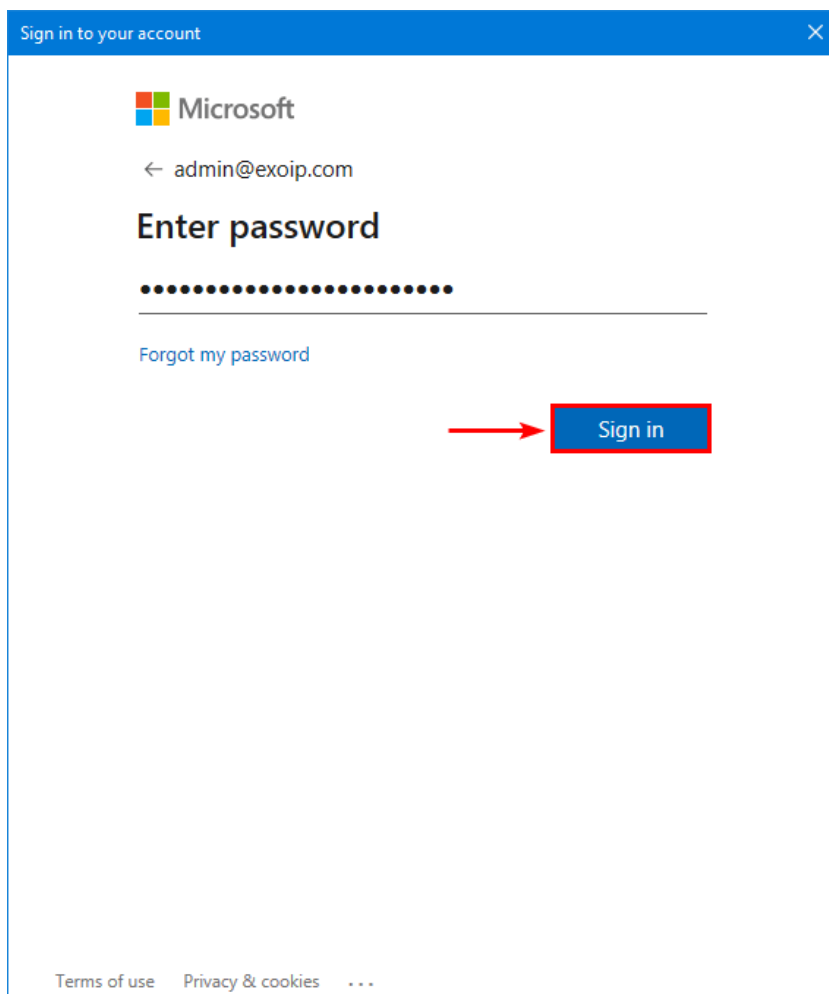 Sign in to your account
Microsoft
← admin@exoip.com
Enter password
••••••••••••••••••••••••
Forgot my password
Sign in
Terms of use Privacy & cookies ...